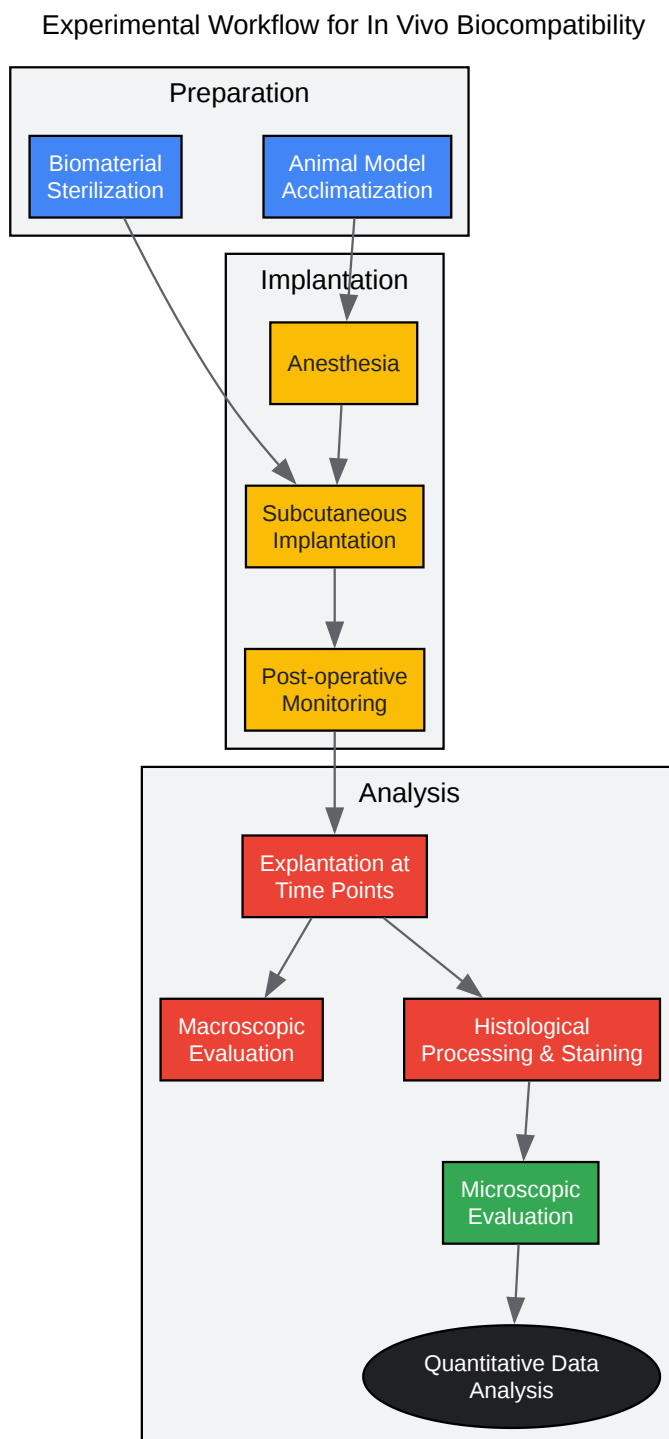 Experimental Workflow for In Vivo Biocompatibility
Preparation
Biomaterial
Sterilization
Animal Model
Acclimatization
Implantation
Anesthesia
Subcutaneous
Implantation
Post-operative
Monitoring
Analysis
Explantation at
Time Points
Macroscopic
Evaluation
Histological
Processing & Staining
Microscopic
Evaluation
Quantitative Data
Analysis